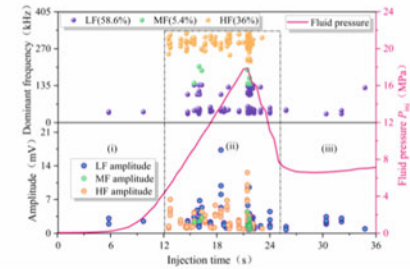 LF(58.6%) MF(5.4%) HF(36%) Fluid pressure
Dominant frequency (kHz)
405
270
135
0
Amplitude (mV)
21
14
7
0
(i) (ii) (iii)
LF amplitude
MF amplitude
HF amplitude
24
20
16
12
8
4
0
Fluid pressure P (MPa)
0 6 12 18 24 30 36
Injection time (s)